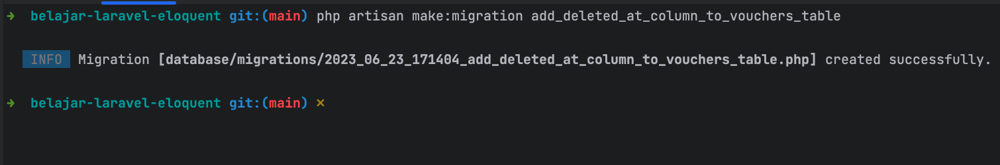 ➜ belajar-laravel-eloquent git:(main) php artisan make:migration add_deleted_at_column_to_vouchers_table
INFO Migration [database/migrations/2023_06_23_171404_add_deleted_at_column_to_vouchers_table.php] created successfully.
➜ belajar-laravel-eloquent git:(main) ✗